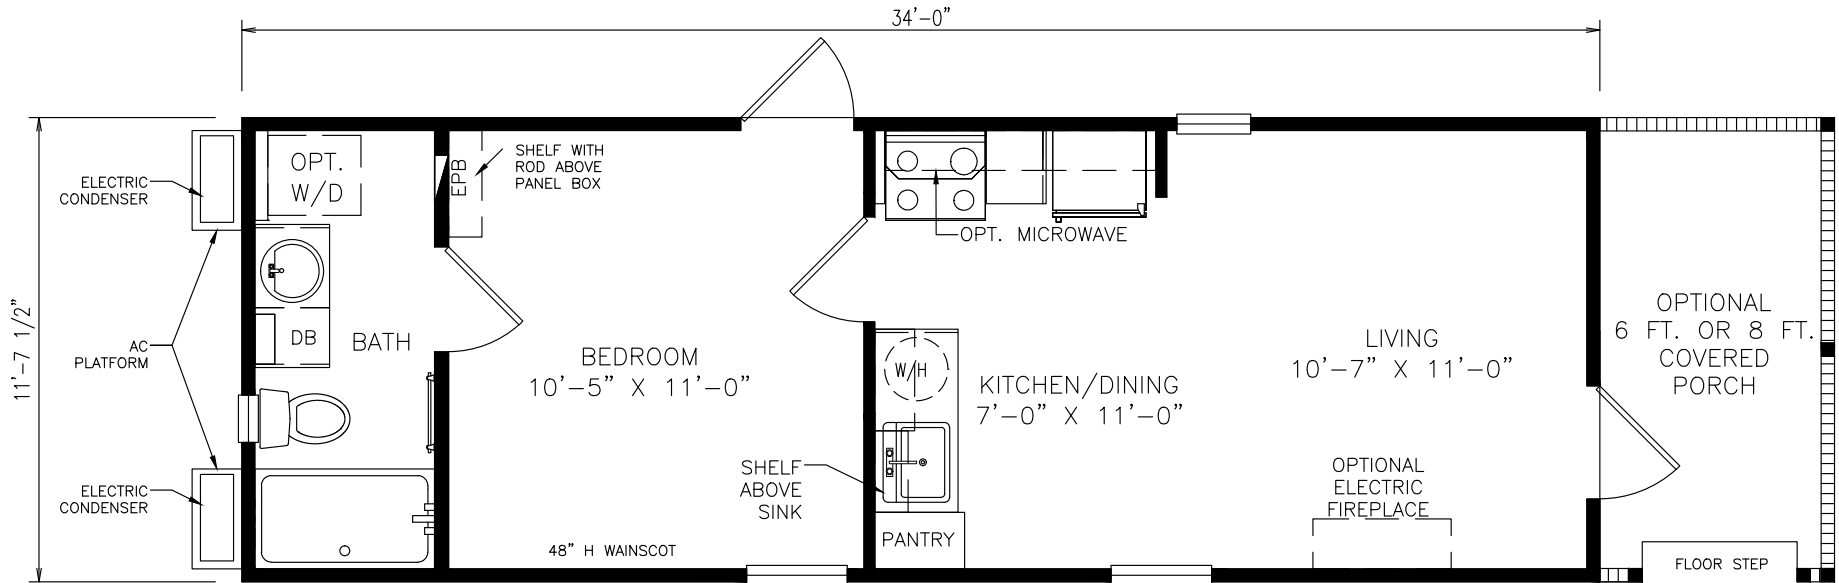 34'-0"
OPT.
W/D
EPB
SHELF WITH
ROD ABOVE
PANEL BOX
ELECTRIC
CONDENSER
OPT. MICROWAVE
11'-7 1/2"
AC
PLATFORM
DB
BATH
BEDROOM
10'-5" X 11'-0"
W/H
KITCHEN/DINING
7'-0" X 11'-0"
LIVING
10'-7" X 11'-0"
OPTIONAL
6 FT. OR 8 FT.
COVERED
PORCH
ELECTRIC
CONDENSER
SHELF
ABOVE
SINK
OPTIONAL
ELECTRIC
FIREPLACE
PANTRY
48" H WAINSCOT
FLOOR STEP